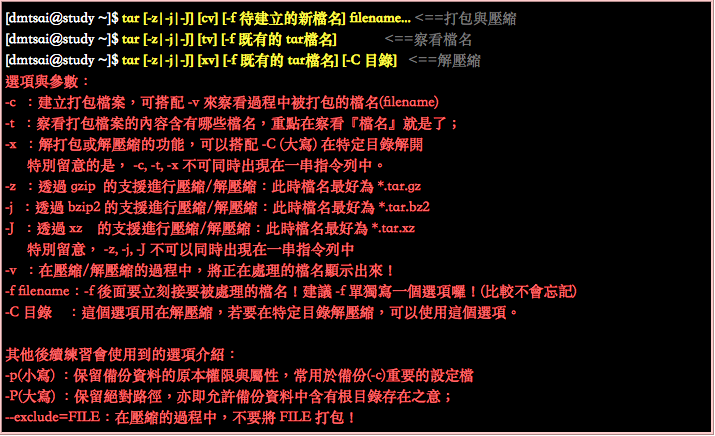 [dmtsai@study ~]$ tar [-z|-j|-J] [cv] [-f 待建立的新檔名] filename... <==打包與壓縮
[dmtsai@study ~]$ tar [-z|-j|-J] [tv] [-f 既有的 tar檔名] <==察看檔名
[dmtsai@study ~]$ tar [-z|-j|-J] [xv] [-f 既有的 tar檔名] [-C 目錄] <==解壓縮
選項與參數：
-c ：建立打包檔案，可搭配 -v 來察看過程中被打包的檔名(filename)
-t ：察看打包檔案的內容含有哪些檔名，重點在察看『檔名』就是了；
-x ：解打包或解壓縮的功能，可以搭配 -C (大寫) 在特定目錄解開
特別留意的是， -c, -t, -x 不可同時出現在一串指令列中。
-z ：透過 gzip 的支援進行壓縮/解壓縮：此時檔名最好為 *.tar.gz
-j ：透過 bzip2 的支援進行壓縮/解壓縮：此時檔名最好為 *.tar.bz2
-J ：透過 xz 的支援進行壓縮/解壓縮：此時檔名最好為 *.tar.xz
特別留意， -z, -j, -J 不可以同時出現在一串指令列中
-v ：在壓縮/解壓縮的過程中，將正在處理的檔名顯示出來！
-f filename：-f 後面要立刻接要被處理的檔名！建議 -f 單獨寫一個選項囉！(比較不會忘記)
-C 目錄 ：這個選項用在解壓縮，若要在特定目錄解壓縮，可以使用這個選項。
其他後續練習會使用到的選項介紹：
-p(小寫) ：保留備份資料的原本權限與屬性，常用於備份(-c)重要的設定檔
-P(大寫) ：保留絕對路徑，亦即允許備份資料中含有根目錄存在之意；
--exclude=FILE：在壓縮的過程中，不要將 FILE 打包！